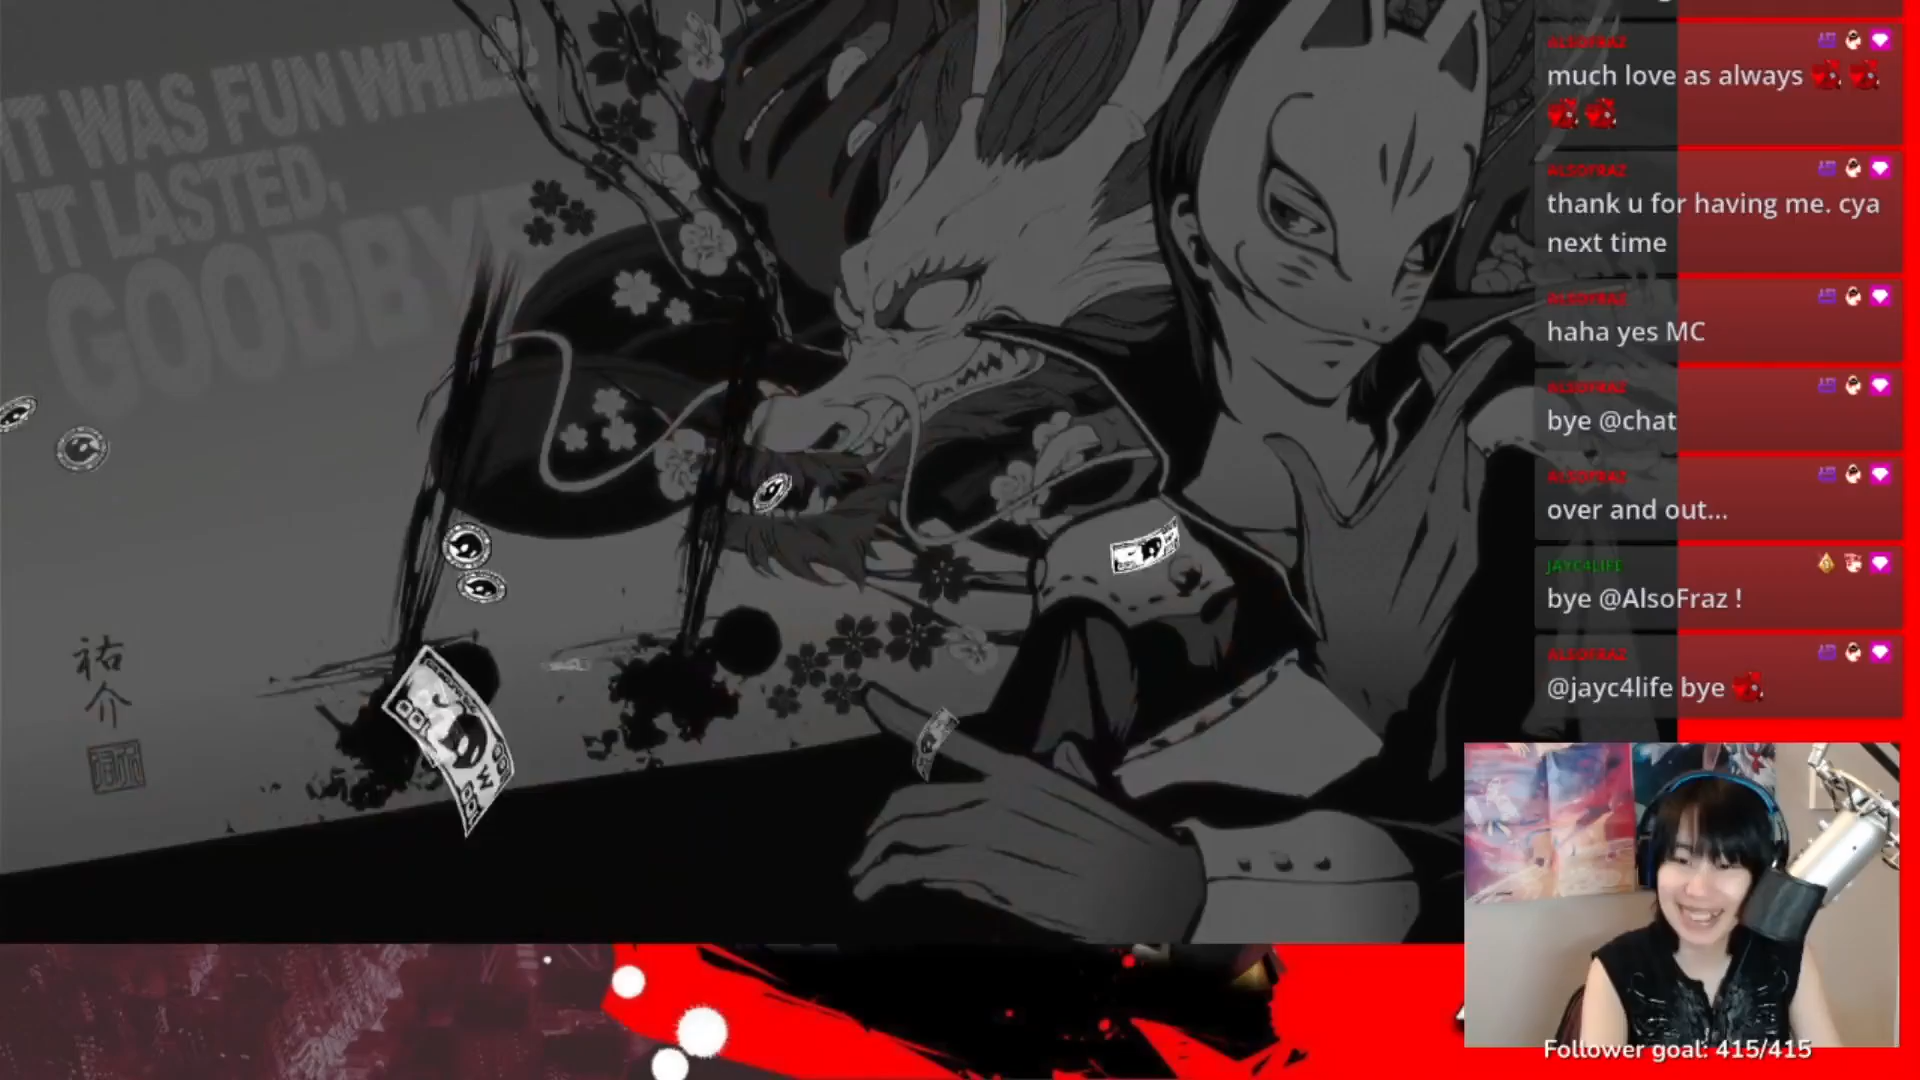 IT WAS FUN WHILE
IT LASTED,
GOODBYE
祐
介
ALSOFRAZ
much love as always
ALSOFRAZ
thank u for having me. cya
next time
ALSOFRAZ
haha yes MC
ALSOFRAZ
bye @chat
ALSOFRAZ
over and out...
JAYC4LIFE
bye @AlsoFraz !
ALSOFRAZ
@jayc4life bye
Follower goal: 415/415